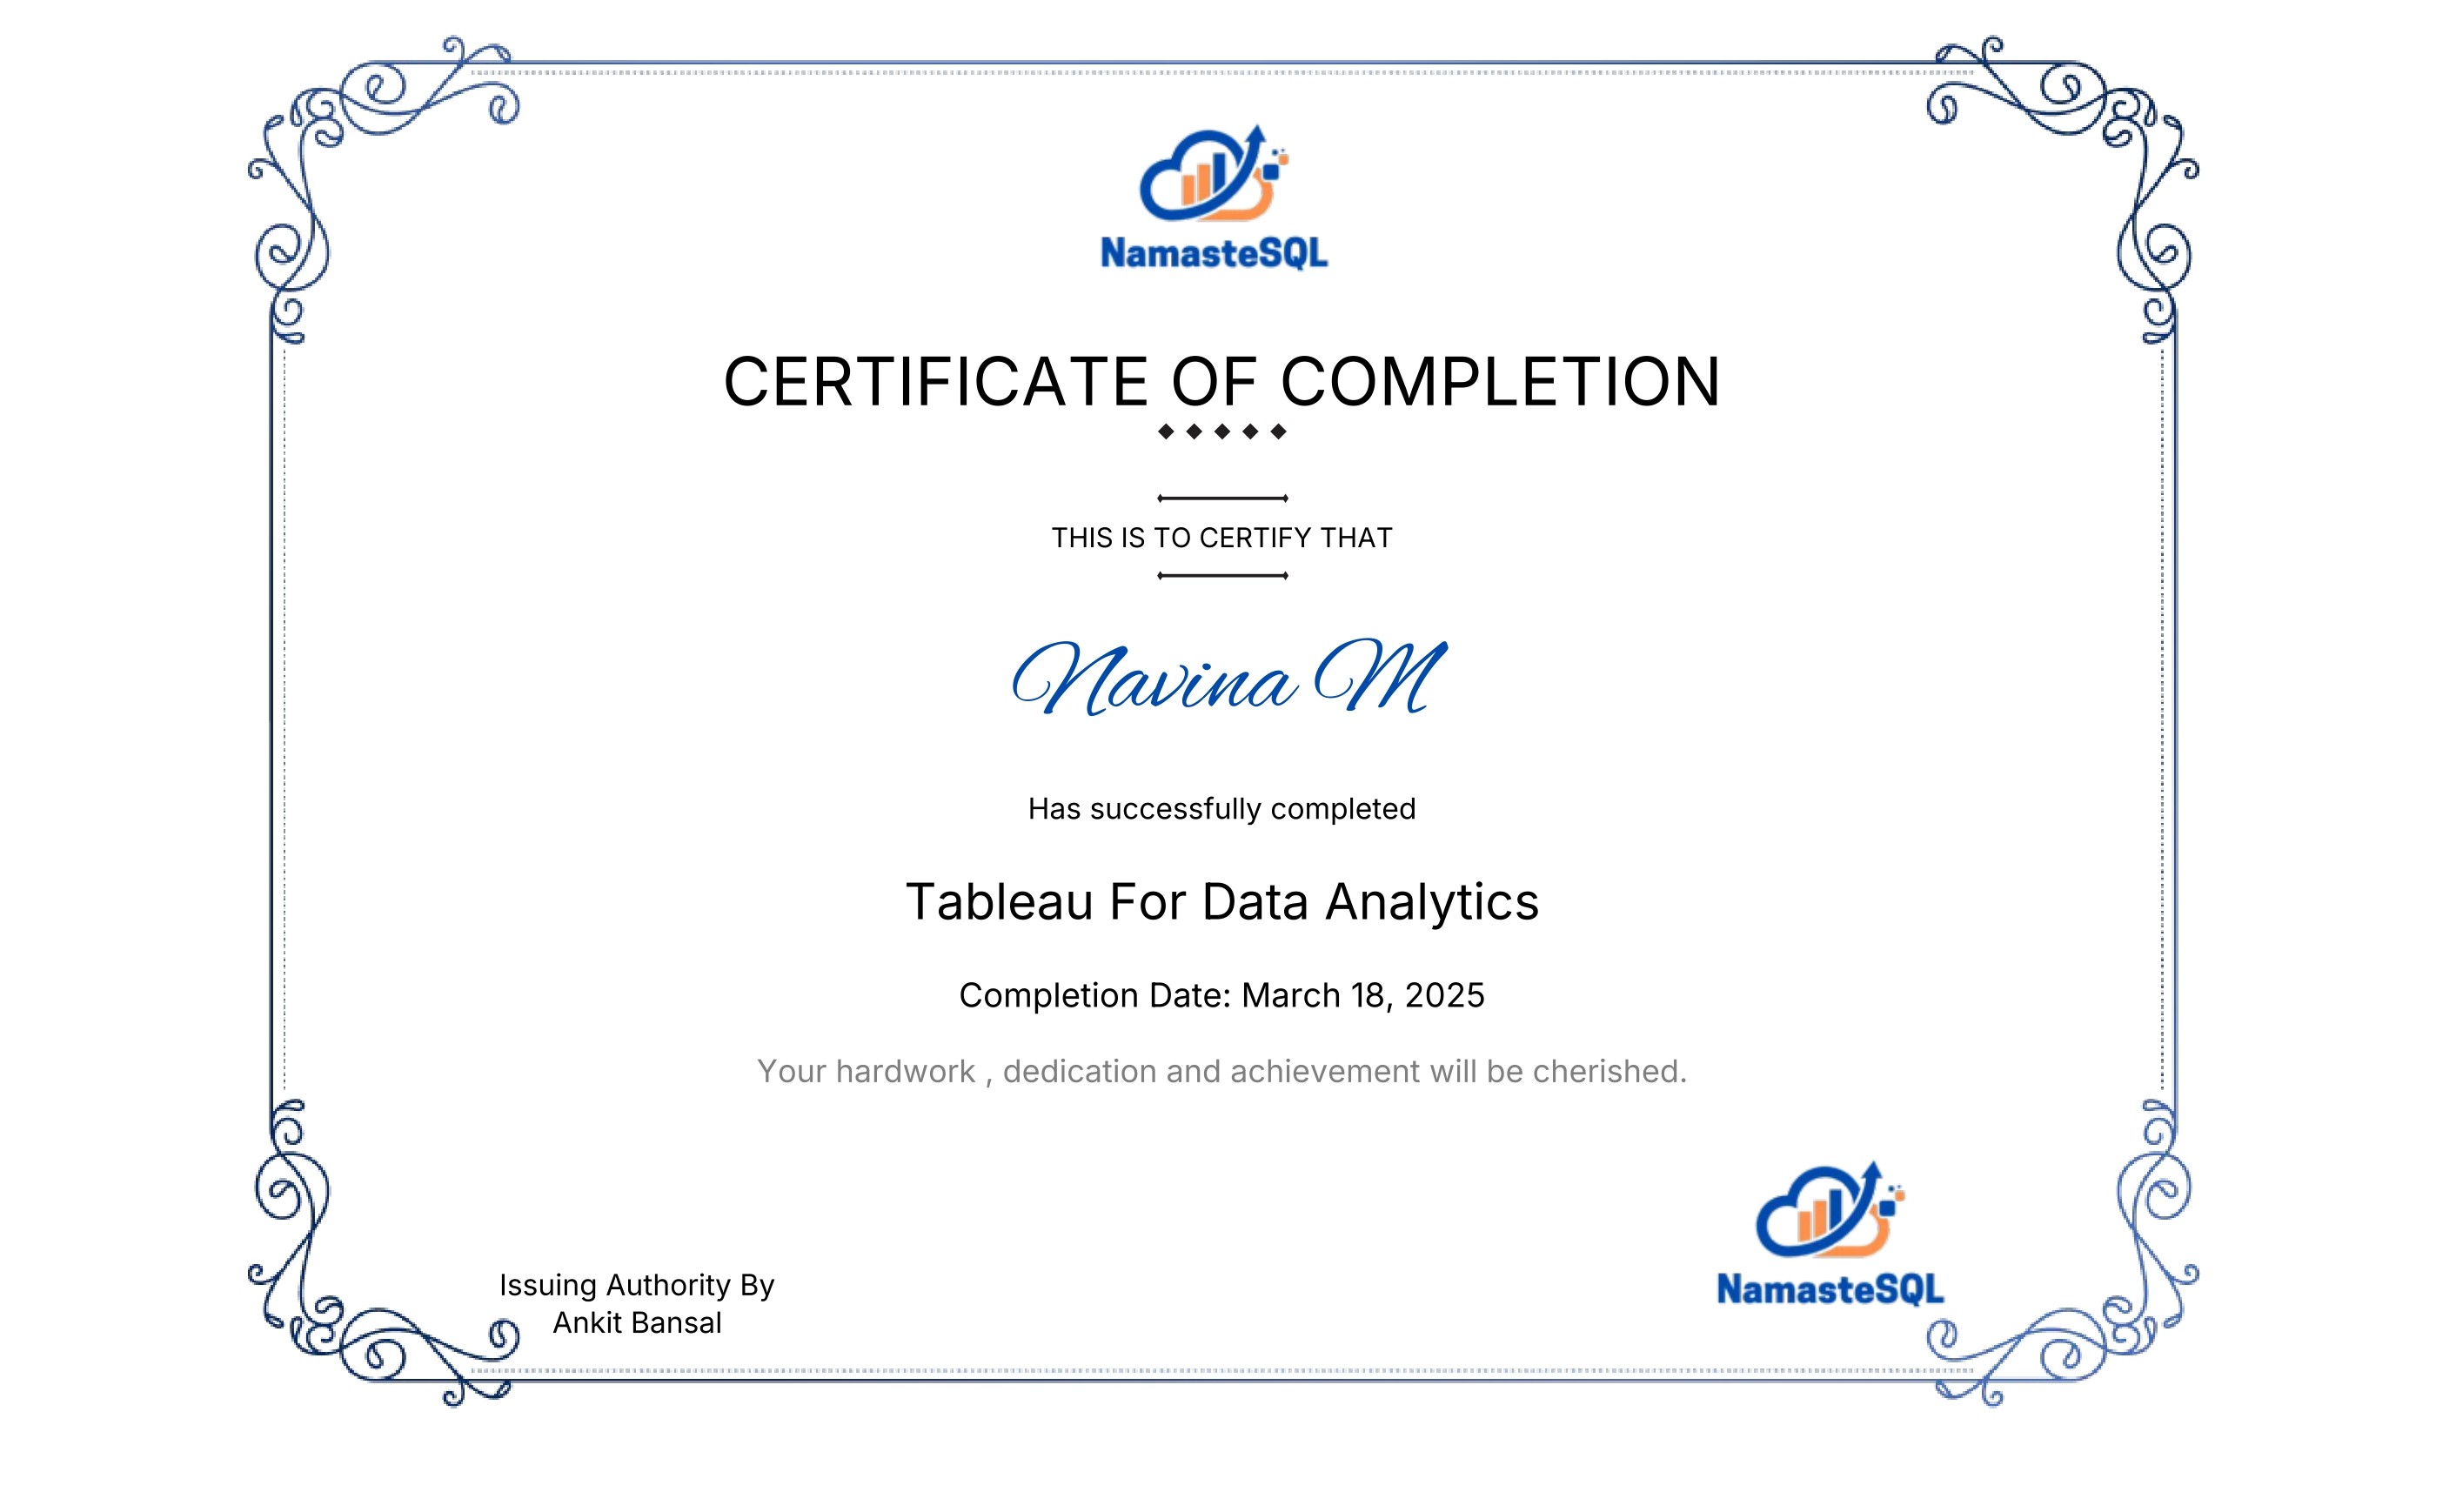 NamasteSQL
CERTIFICATE OF COMPLETION
THIS IS TO CERTIFY THAT
Navina M
Has successfully completed
Tableau For Data Analytics
Completion Date: March 18, 2025
Your hardwork , dedication and achievement will be cherished.
Issuing Authority By
Ankit Bansal
NamasteSQL